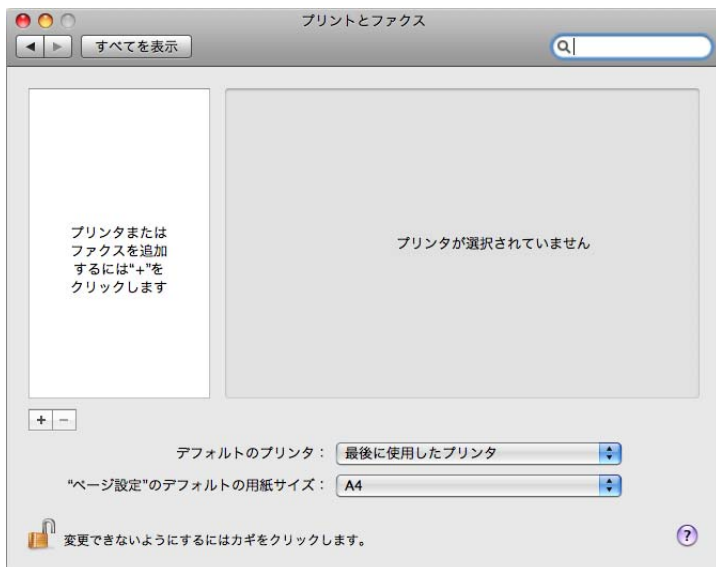 プリントとファクス
すべてを表示
プリンタまたは
ファクスを追加
するには“+”を
クリックします
プリンタが選択されていません
デフォルトのプリンタ： 最後に使用したプリンタ
“ページ設定”のデフォルトの用紙サイズ： A4
変更できないようにするにはカギをクリックします。